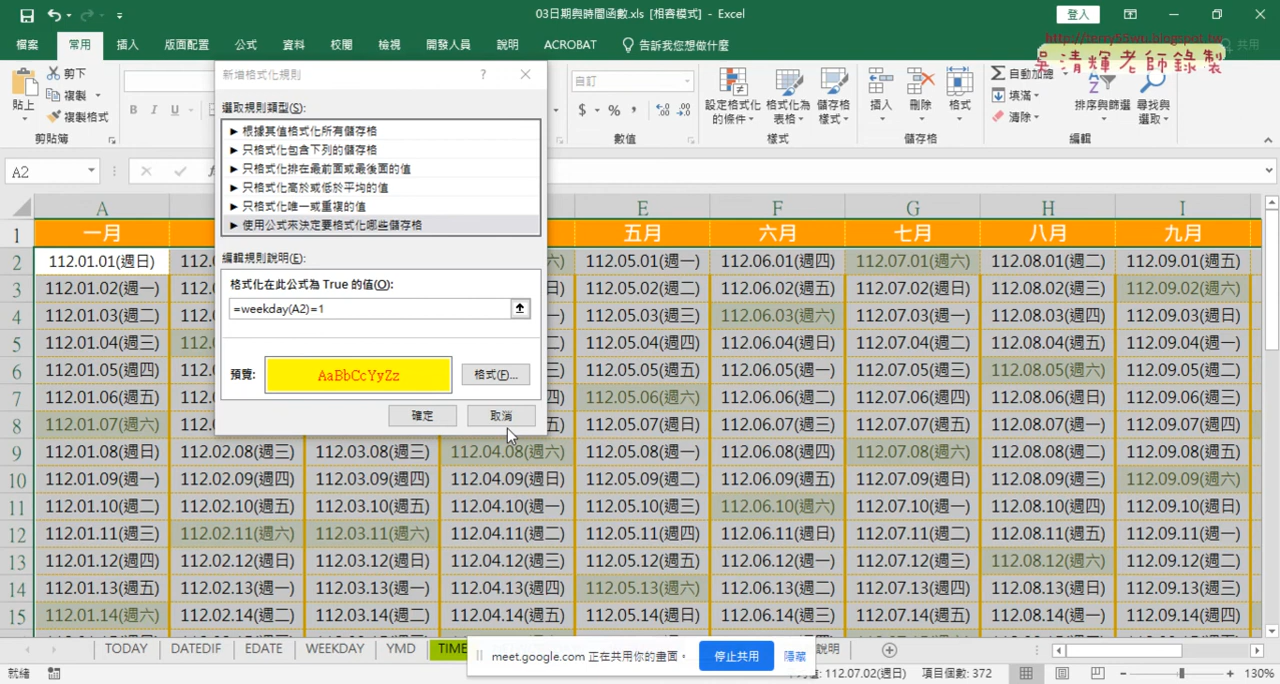 03日期與時間函數.xls [相容模式] - Excel
登入
檔案 常用 插入 版面配置 公式 資料 校閱 檢視 開發人員 說明 ACROBAT 告訴我您想做什麼 共用
http://terry55wu.blogspot.tw
吳清輝老師錄製
貼上 剪下 複製 複製格式 剪貼簿
B I U
自訂
$ % 數值
設定格式化的條件 格式化為表格 儲存格樣式 樣式
插入 刪除 格式 儲存格
自動加總 填滿 清除 排序與篩選 尋找與選取 編輯
A2
新增格式化規則
選取規則類型(S):
► 根據其值格式化所有儲存格
► 只格式化包含下列的儲存格
► 只格式化排在最前面或最後面的值
► 只格式化高於或低於平均的值
► 只格式化唯一或重複的值
► 使用公式來決定要格式化哪些儲存格
編輯規則說明(E):
格式化在此公式為 True 的值(O):
=weekday(A2)=1
預覽: AaBbCcYyZz 格式(F)...
確定 取消
A E F G H I
1 一月 五月 六月 七月 八月 九月
2 112.01.01(週日) 112.05.01(週一) 112.06.01(週四) 112.07.01(週六) 112.08.01(週二) 112.09.01(週五)
3 112.01.02(週一) 112.05.02(週二) 112.06.02(週五) 112.07.02(週日) 112.08.02(週三) 112.09.02(週六)
4 112.01.03(週二) 112.05.03(週三) 112.06.03(週六) 112.07.03(週一) 112.08.03(週四) 112.09.03(週日)
5 112.01.04(週三) 112.05.04(週四) 112.06.04(週日) 112.07.04(週二) 112.08.04(週五) 112.09.04(週一)
6 112.01.05(週四) 112.05.05(週五) 112.06.05(週一) 112.07.05(週三) 112.08.05(週六) 112.09.05(週二)
7 112.01.06(週五) 112.05.06(週六) 112.06.06(週二) 112.07.06(週四) 112.08.06(週日) 112.09.06(週三)
8 112.01.07(週六) 112.05.07(週日) 112.06.07(週三) 112.07.07(週五) 112.08.07(週一) 112.09.07(週四)
9 112.01.08(週日) 112.02.08(週三) 112.03.08(週三) 112.04.08(週六) 112.05.08(週一) 112.06.08(週四) 112.07.08(週六) 112.08.08(週二) 112.09.08(週五)
10 112.01.09(週一) 112.02.09(週四) 112.03.09(週四) 112.04.09(週日) 112.05.09(週二) 112.06.09(週五) 112.07.09(週日) 112.08.09(週三) 112.09.09(週六)
11 112.01.10(週二) 112.02.10(週五) 112.03.10(週五) 112.04.10(週一) 112.05.10(週三) 112.06.10(週六) 112.07.10(週一) 112.08.10(週四) 112.09.10(週日)
12 112.01.11(週三) 112.02.11(週六) 112.03.11(週六) 112.04.11(週二) 112.05.11(週四) 112.06.11(週日) 112.07.11(週二) 112.08.11(週五) 112.09.11(週一)
13 112.01.12(週四) 112.02.12(週日) 112.03.12(週日) 112.04.12(週三) 112.05.12(週五) 112.06.12(週一) 112.07.12(週三) 112.08.12(週六) 112.09.12(週二)
14 112.01.13(週五) 112.02.13(週一) 112.03.13(週一) 112.04.13(週四) 112.05.13(週六) 112.06.13(週二) 112.07.13(週四) 112.08.13(週日) 112.09.13(週三)
15 112.01.14(週六) 112.02.14(週二) 112.03.14(週二) 112.04.14(週五) 112.05.14(週日) 112.06.14(週三) 112.07.14(週五) 112.08.14(週一) 112.09.14(週四)
TODAY DATEDIF EDATE WEEKDAY YMD TIME 說明
meet.google.com 正在共用你的畫面。 停止共用 隱藏
就緒 112.07.02(週日) 項目個數: 372 130%